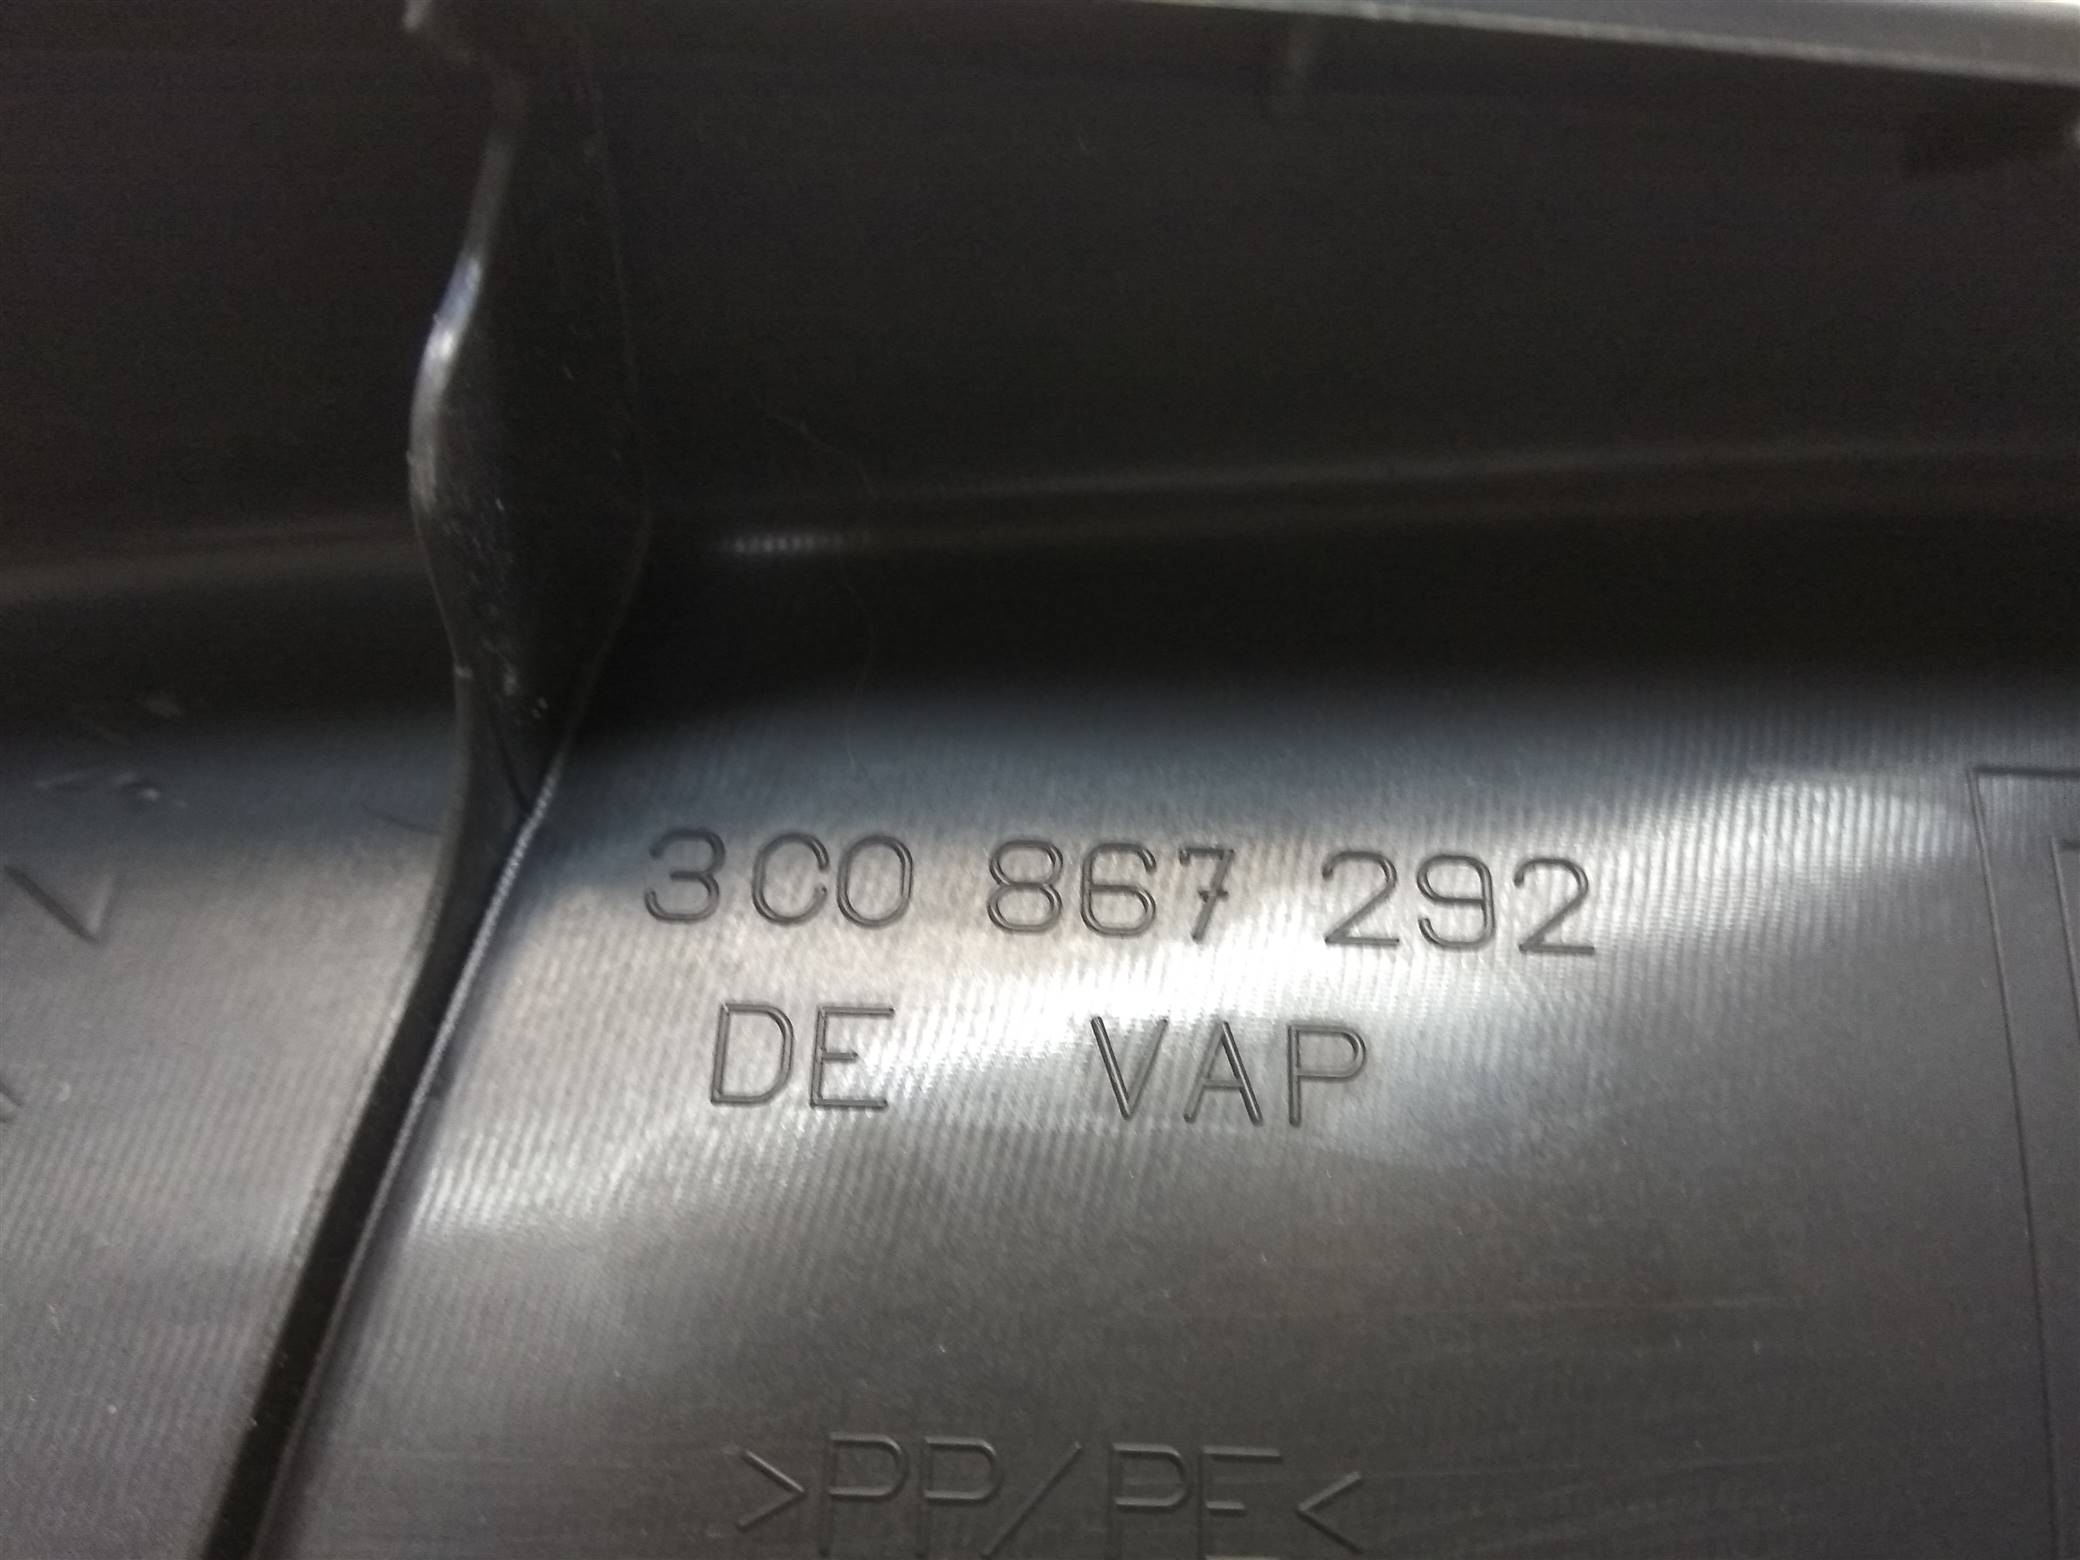 3C0 867 292
DE VAP
>PP/PE<